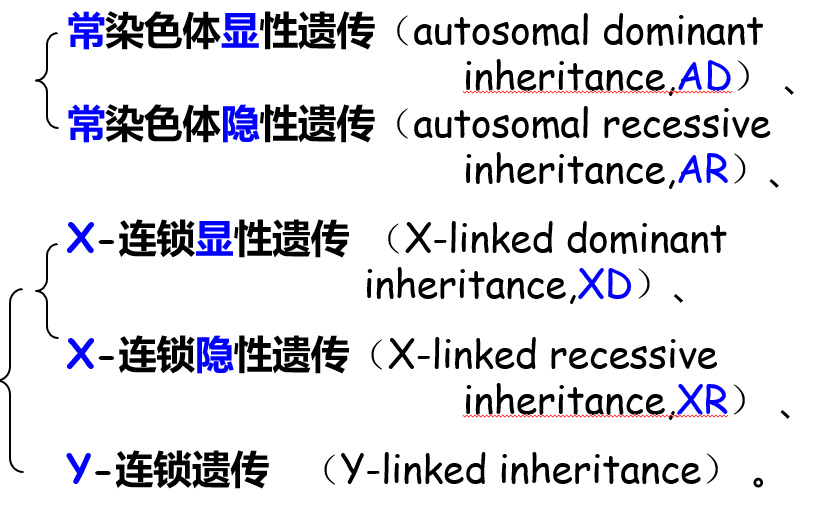 常染色体显性遗传（autosomal dominant
inheritance,AD）、
常染色体隐性遗传（autosomal recessive
inheritance,AR）、
X-连锁显性遗传 （X-linked dominant
inheritance,XD）、
X-连锁隐性遗传（X-linked recessive
inheritance,XR）、
Y-连锁遗传 （Y-linked inheritance）。